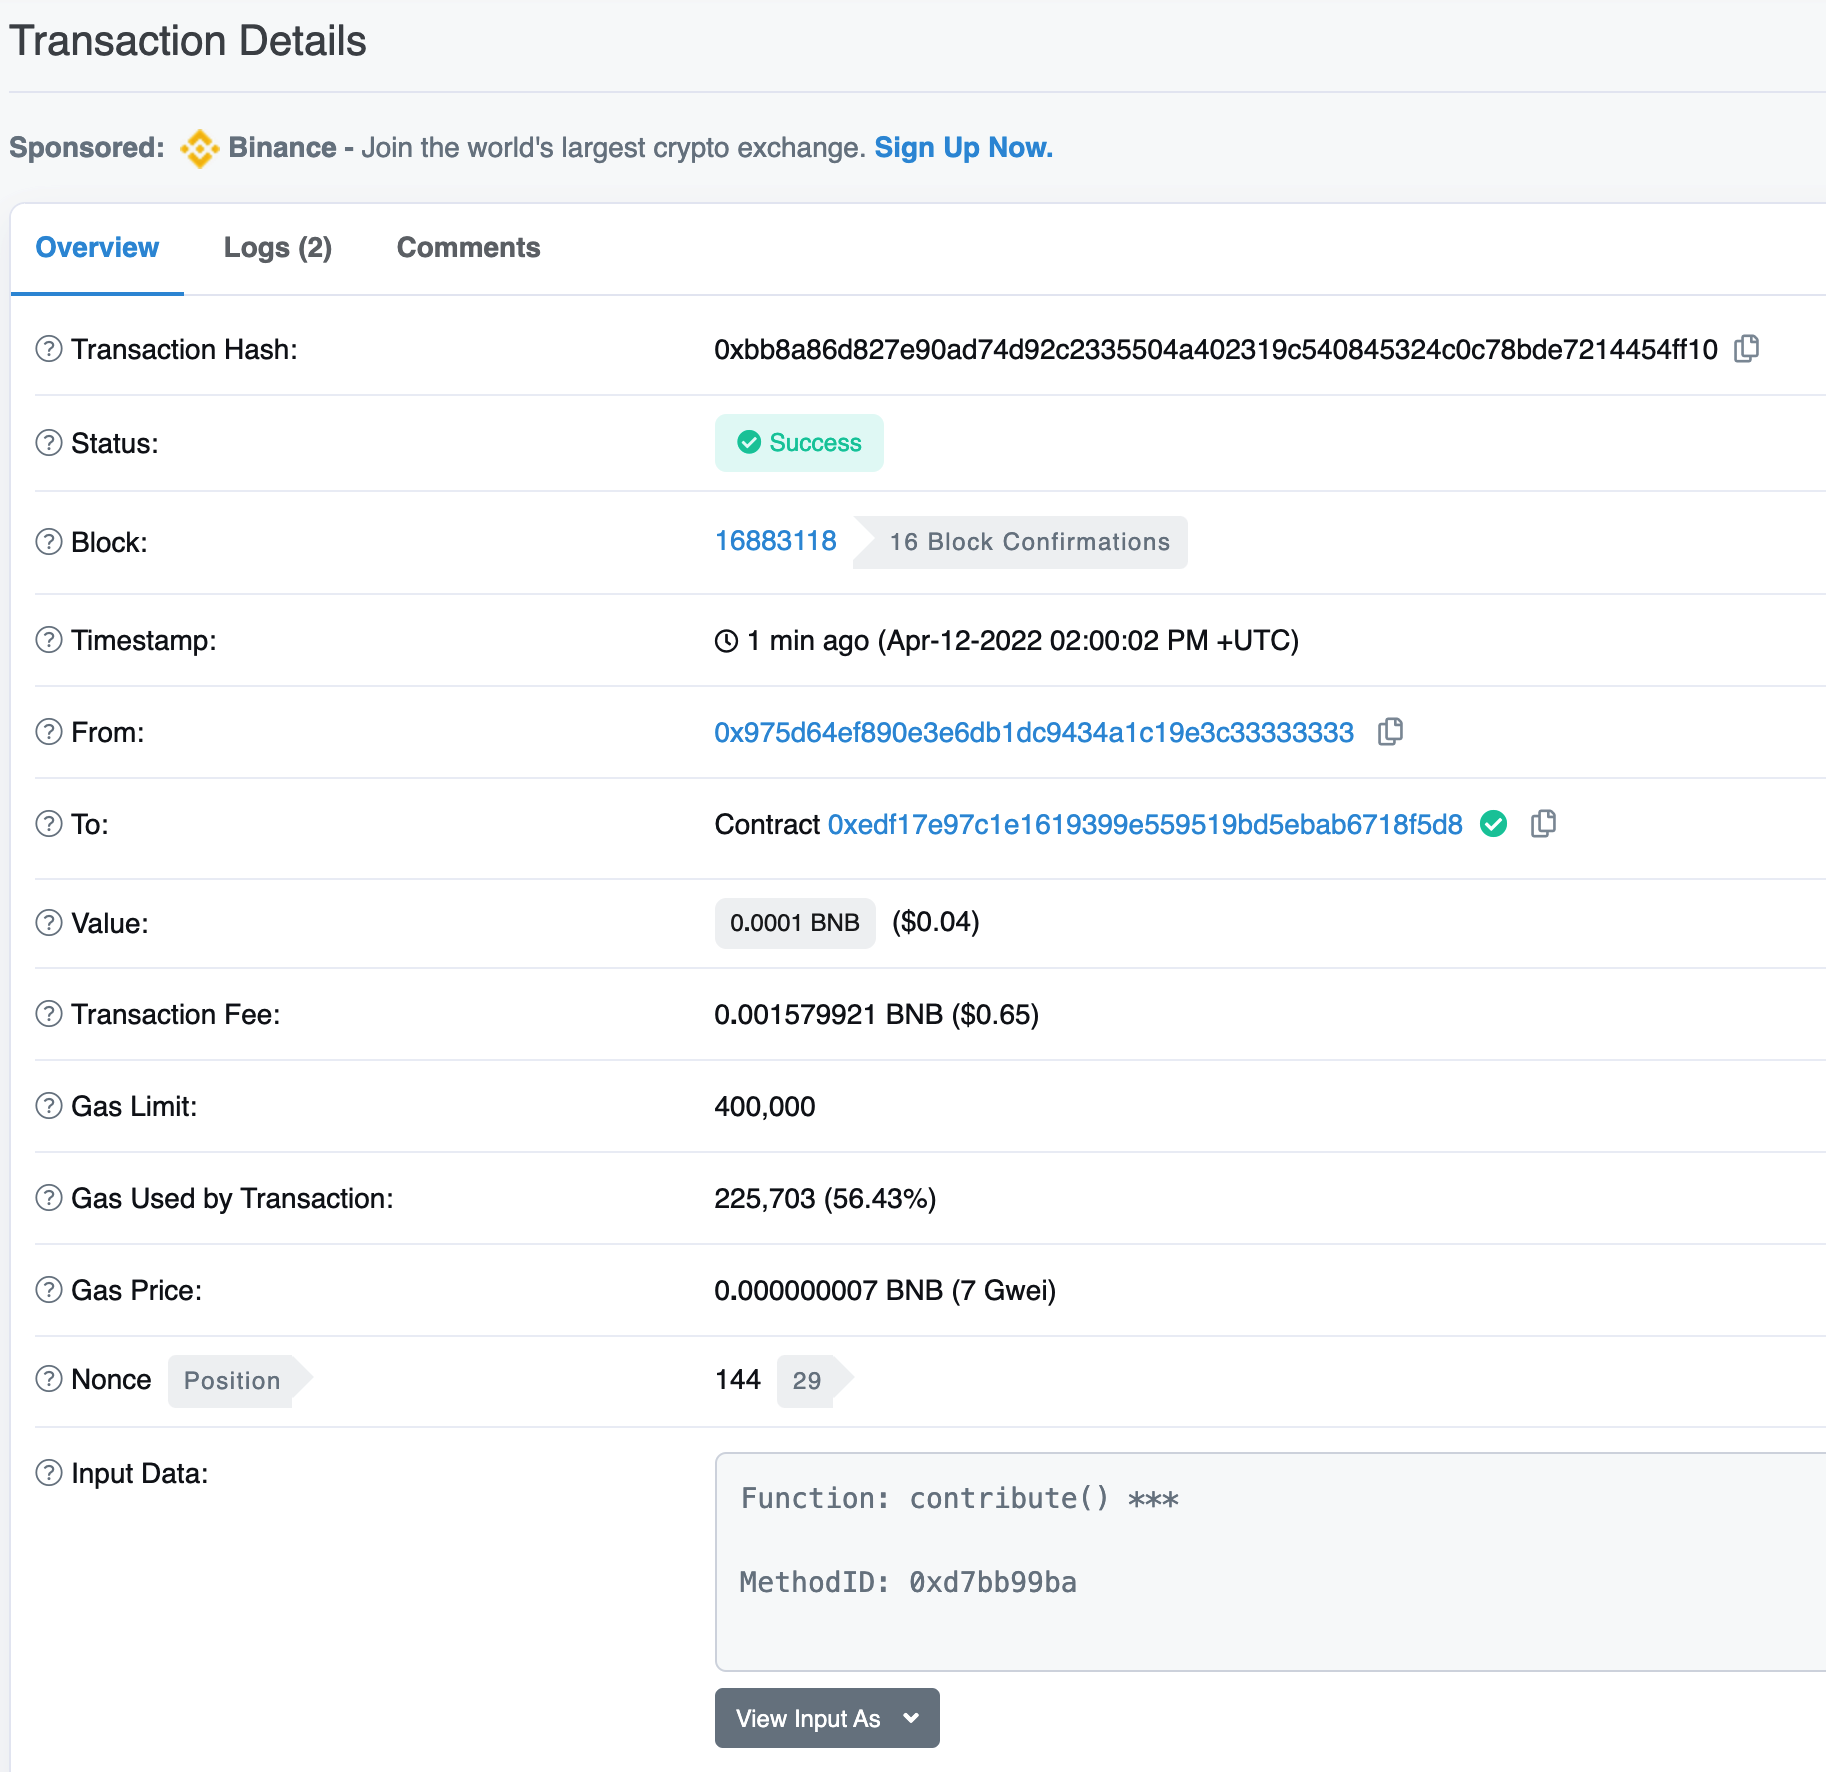 Transaction Details
Sponsored: Binance - Join the world's largest crypto exchange. Sign Up Now.
Overview Logs (2) Comments
Transaction Hash: 0xbb8a86d827e90ad74d92c2335504a402319c540845324c0c78bde7214454ff10
Status: Success
Block: 16883118 16 Block Confirmations
Timestamp: 1 min ago (Apr-12-2022 02:00:02 PM +UTC)
From: 0x975d64ef890e3e6db1dc9434a1c19e3c33333333
To: Contract 0xedf17e97c1e1619399e559519bd5ebab6718f5d8
Value: 0.0001 BNB ($0.04)
Transaction Fee: 0.001579921 BNB ($0.65)
Gas Limit: 400,000
Gas Used by Transaction: 225,703 (56.43%)
Gas Price: 0.000000007 BNB (7 Gwei)
Nonce Position 144 29
Input Data: Function: contribute() ***
MethodID: 0xd7bb99ba
View Input As